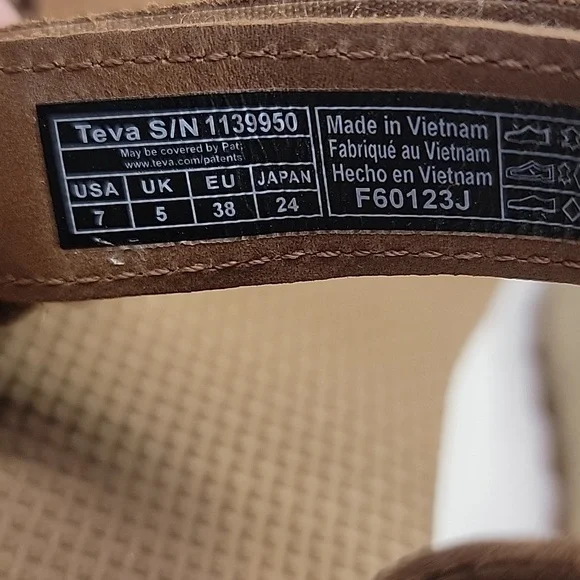 Teva S/N 1139950
May be covered by Pat:
www.teva.com/patents
USA UK EU JAPAN
7 5 38 24
Made in Vietnam
Fabriqué au Vietnam
Hecho en Vietnam
F60123J